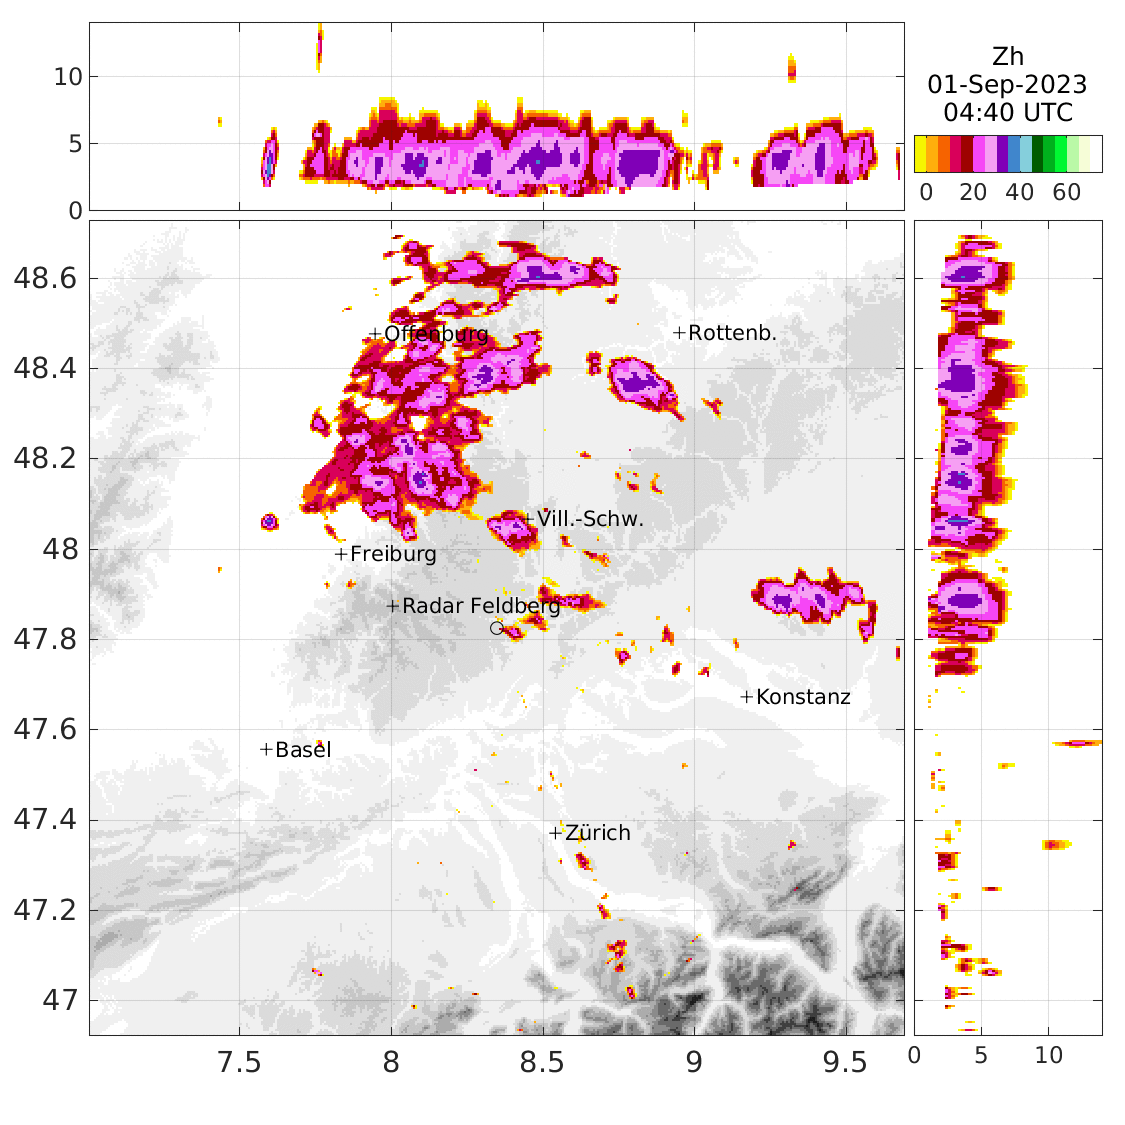 10
5
0
Zh
01-Sep-2023
04:40 UTC
0 20 40 60
48.6
48.4
48.2
48
47.8
47.6
47.4
47.2
47
+Offenburg
+Rottenb.
+Vill.-Schw.
+Freiburg
+Radar Feldberg
+Konstanz
+Basel
+Zürich
7.5 8 8.5 9 9.5
0 5 10